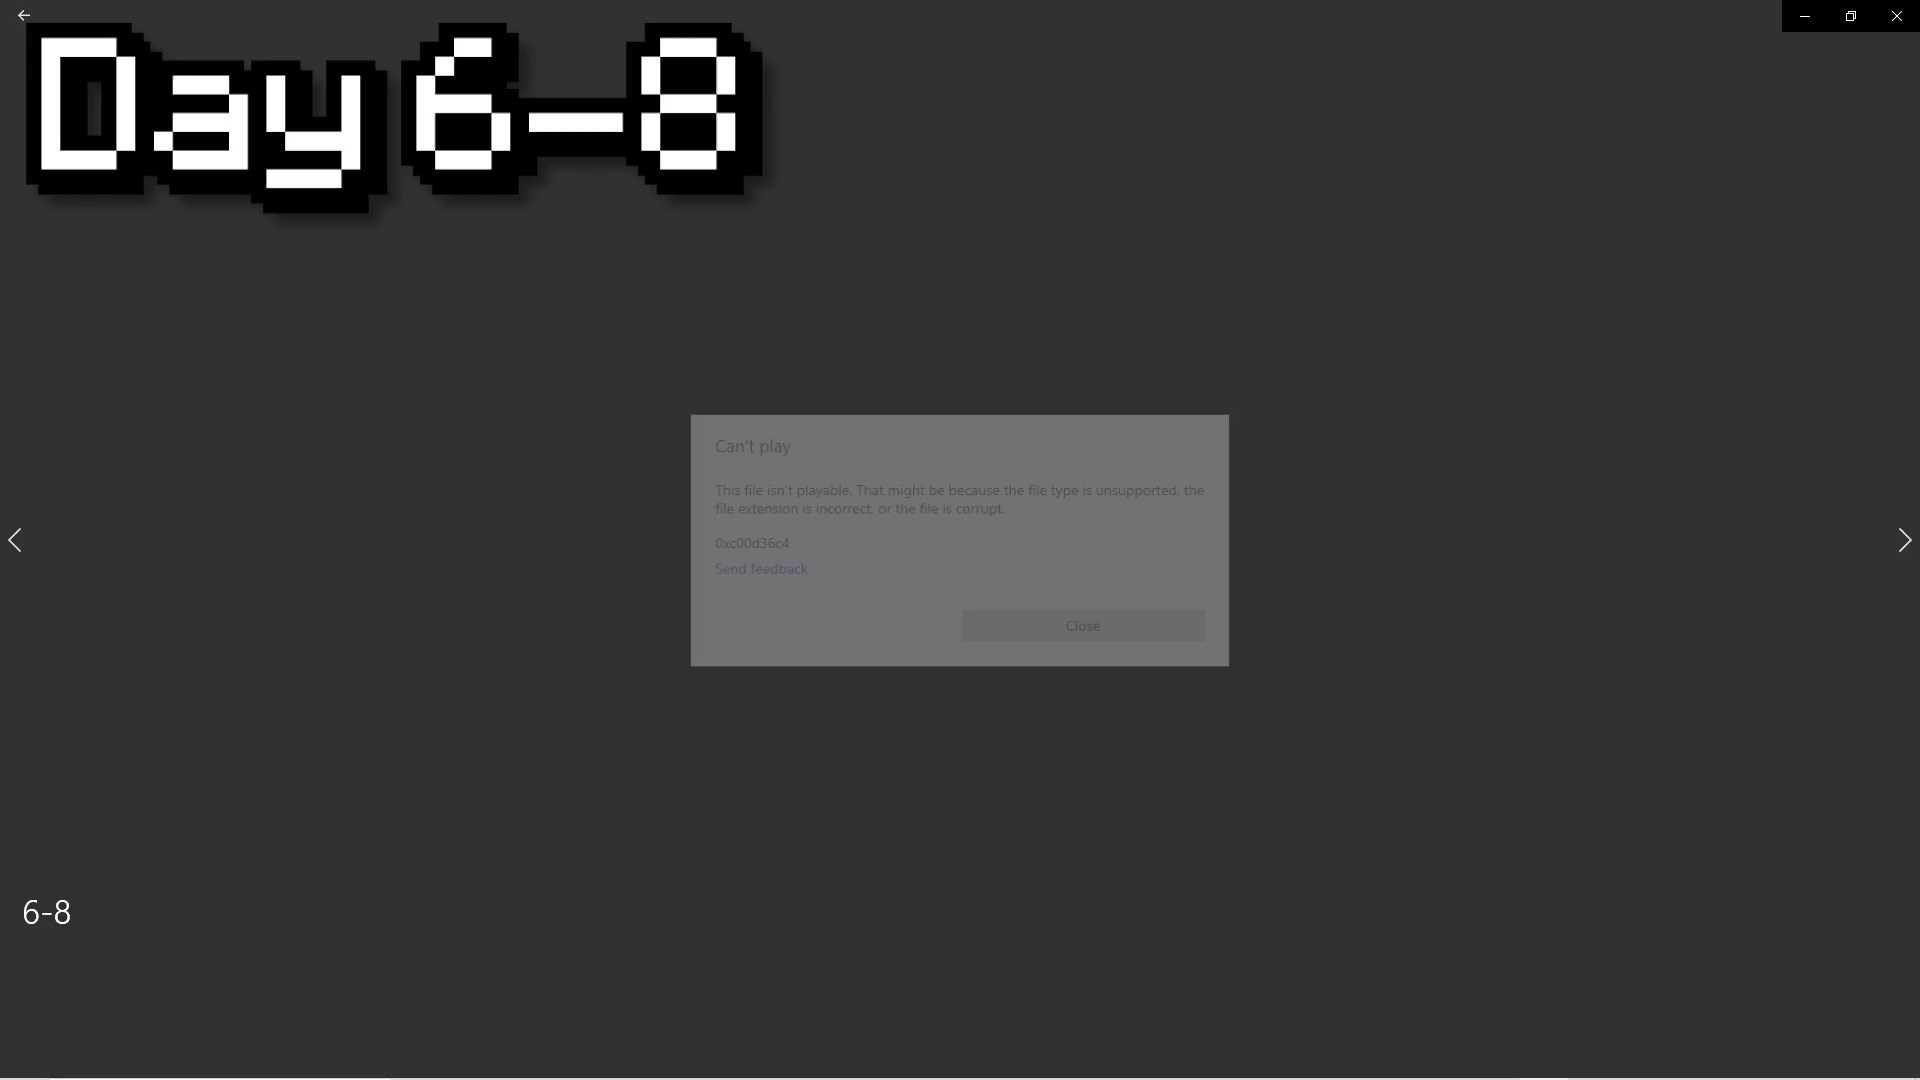 Day 6-8
Can't play
This file isn't playable. That might be because the file type is unsupported, the
file extension is incorrect, or the file is corrupt.
0xc00d36c4
Send feedback
Close
6-8